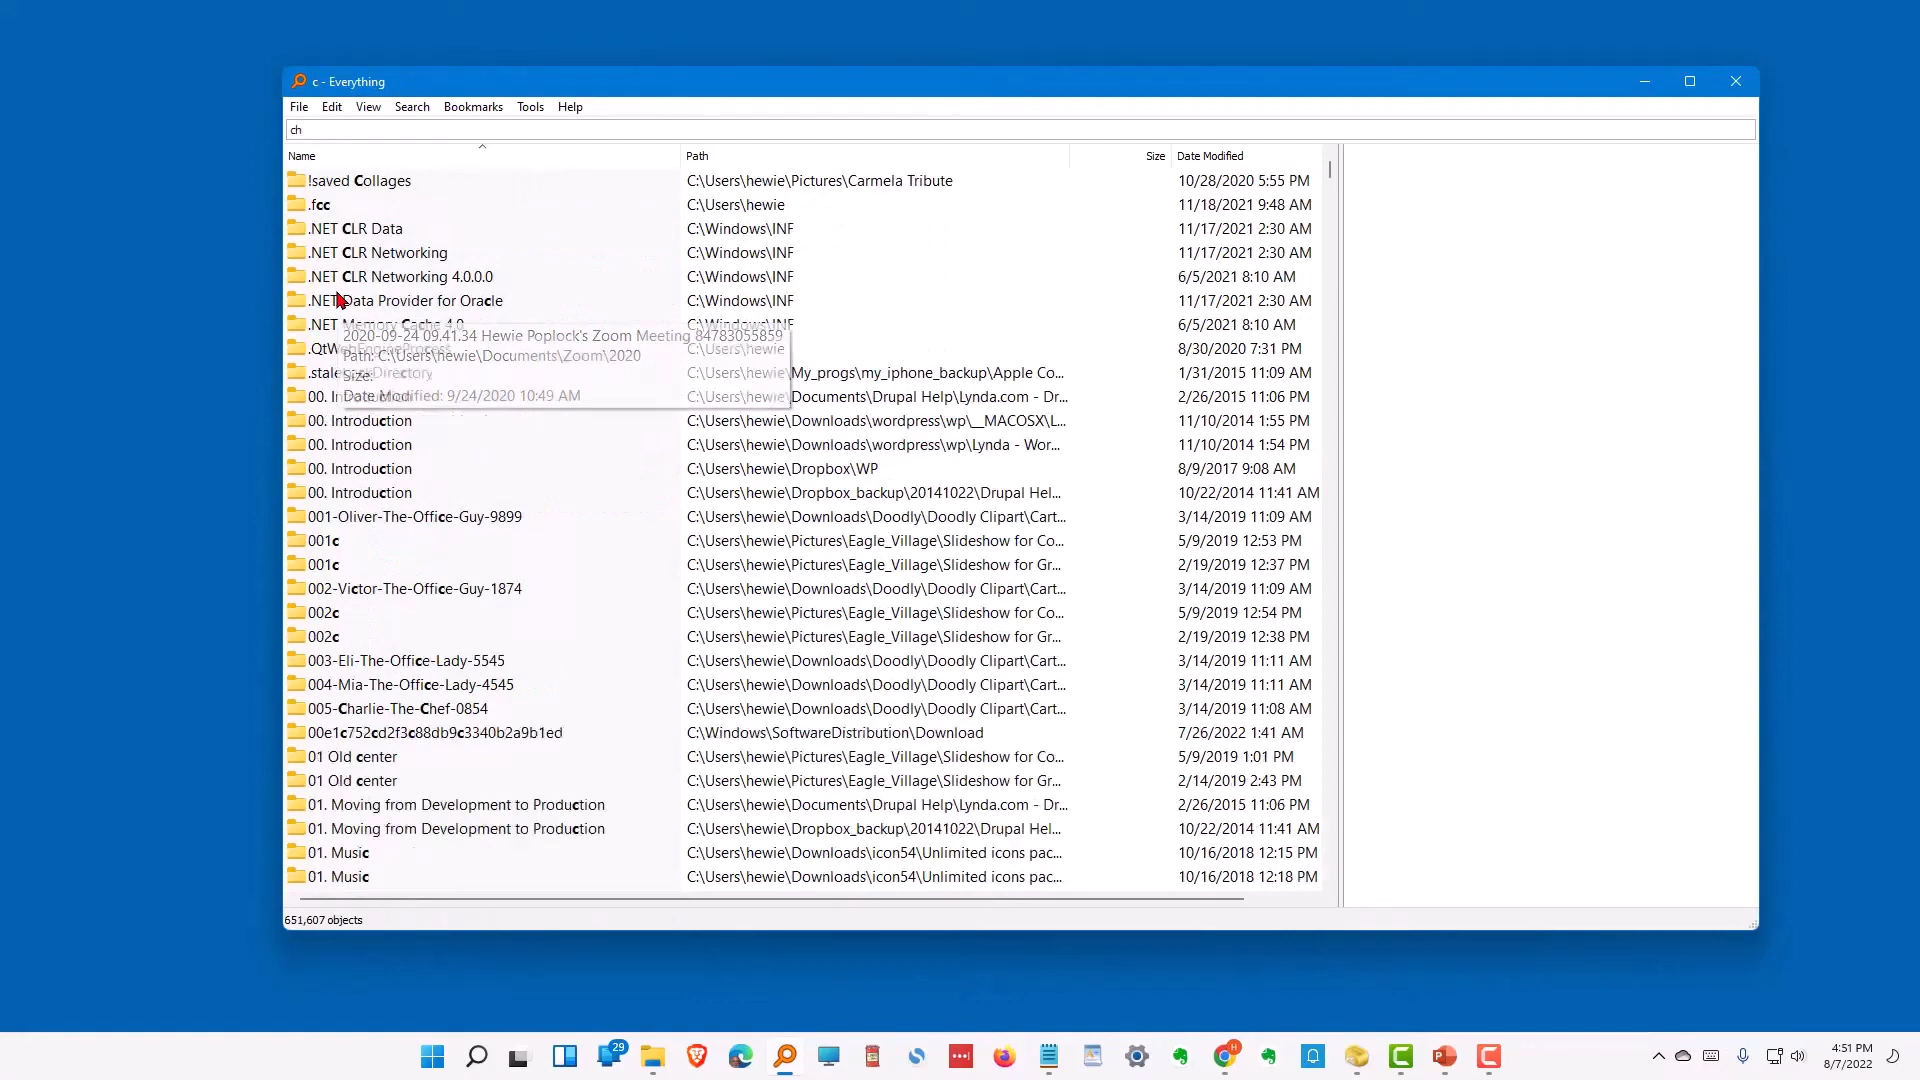 c - Everything
File Edit View Search Bookmarks Tools Help
ch
Name Path Size Date Modified
!saved Collages C:\Users\hewie\Pictures\Carmela Tribute 10/28/2020 5:55 PM
.fcc C:\Users\hewie 11/18/2021 9:48 AM
.NET CLR Data C:\Windows\INF 11/17/2021 2:30 AM
.NET CLR Networking C:\Windows\INF 11/17/2021 2:30 AM
.NET CLR Networking 4.0.0.0 C:\Windows\INF 6/5/2021 8:10 AM
.NET Data Provider for Oracle C:\Windows\INF 11/17/2021 2:30 AM
.NET Memory Cache 4.0 C:\Windows\INF 6/5/2021 8:10 AM
2020-09-24 09.41.34 Hewie Poplock's Zoom Meeting 84783055859
.QtWebEngineProcess C:\Users\hewie 8/30/2020 7:31 PM
Path: C:\Users\hewie\Documents\Zoom\2020
C:\Users\hewie\My_progs\my_iphone_backup\Apple Co... 1/31/2015 11:09 AM
Size:
00. Introduction C:\Users\hewie\Documents\Drupal Help\Lynda.com - Dr... 2/26/2015 11:06 PM
Date Modified: 9/24/2020 10:49 AM
00. Introduction C:\Users\hewie\Downloads\wordpress\wp\__MACOSX\L... 11/10/2014 1:55 PM
00. Introduction C:\Users\hewie\Downloads\wordpress\wp\Lynda - Wor... 11/10/2014 1:54 PM
00. Introduction C:\Users\hewie\Dropbox\WP 8/9/2017 9:08 AM
00. Introduction C:\Users\hewie\Dropbox_backup\20141022\Drupal Hel... 10/22/2014 11:41 AM
001-Oliver-The-Office-Guy-9899 C:\Users\hewie\Downloads\Doodly\Doodly Clipart\Cart... 3/14/2019 11:09 AM
001c C:\Users\hewie\Pictures\Eagle_Village\Slideshow for Co... 5/9/2019 12:53 PM
001c C:\Users\hewie\Pictures\Eagle_Village\Slideshow for Gr... 2/19/2019 12:37 PM
002-Victor-The-Office-Guy-1874 C:\Users\hewie\Downloads\Doodly\Doodly Clipart\Cart... 3/14/2019 11:09 AM
002c C:\Users\hewie\Pictures\Eagle_Village\Slideshow for Co... 5/9/2019 12:54 PM
002c C:\Users\hewie\Pictures\Eagle_Village\Slideshow for Gr... 2/19/2019 12:38 PM
003-Eli-The-Office-Lady-5545 C:\Users\hewie\Downloads\Doodly\Doodly Clipart\Cart... 3/14/2019 11:11 AM
004-Mia-The-Office-Lady-4545 C:\Users\hewie\Downloads\Doodly\Doodly Clipart\Cart... 3/14/2019 11:11 AM
005-Charlie-The-Chef-0854 C:\Users\hewie\Downloads\Doodly\Doodly Clipart\Cart... 3/14/2019 11:08 AM
00e1c752cd2f3c88db9c3340b2a9b1ed C:\Windows\SoftwareDistribution\Download 7/26/2022 1:41 AM
01 Old center C:\Users\hewie\Pictures\Eagle_Village\Slideshow for Co... 5/9/2019 1:01 PM
01 Old center C:\Users\hewie\Pictures\Eagle_Village\Slideshow for Gr... 2/14/2019 2:43 PM
01. Moving from Development to Production C:\Users\hewie\Documents\Drupal Help\Lynda.com - Dr... 2/26/2015 11:06 PM
01. Moving from Development to Production C:\Users\hewie\Dropbox_backup\20141022\Drupal Hel... 10/22/2014 11:41 AM
01. Music C:\Users\hewie\Downloads\icon54\Unlimited icons pac... 10/16/2018 12:15 PM
01. Music C:\Users\hewie\Downloads\icon54\Unlimited icons pac... 10/16/2018 12:18 PM
651,607 objects
29
H
4:51 PM
8/7/2022